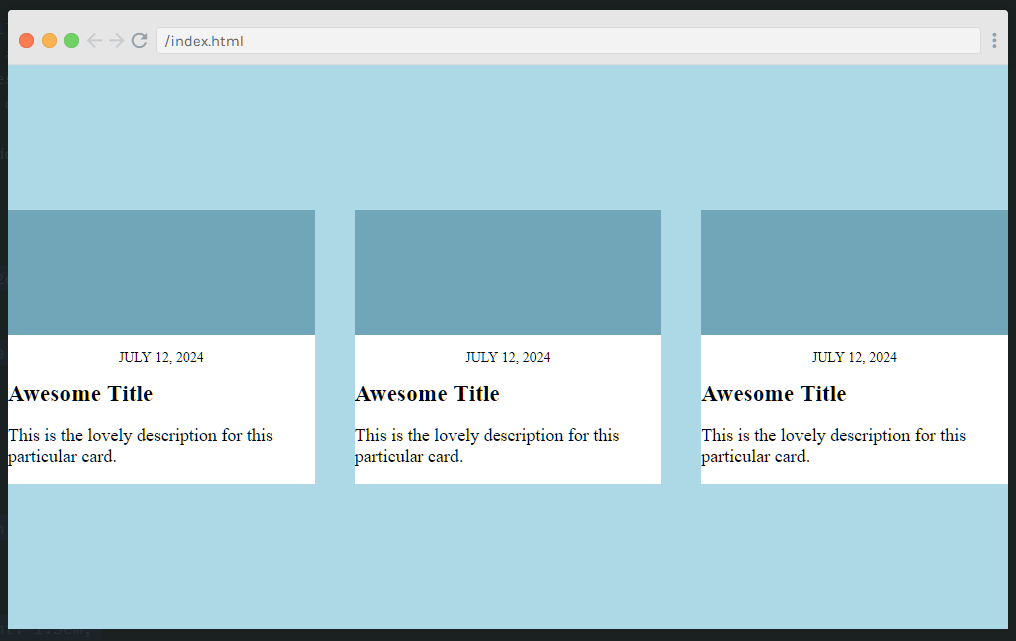 /index.html
JULY 12, 2024
Awesome Title
This is the lovely description for this
particular card.
JULY 12, 2024
Awesome Title
This is the lovely description for this
particular card.
JULY 12, 2024
Awesome Title
This is the lovely description for this
particular card.